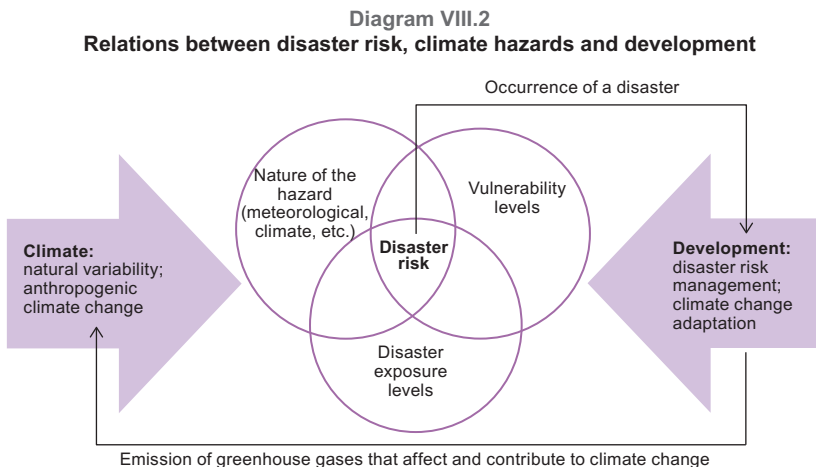 Diagram VIII.2
Relations between disaster risk, climate hazards and development
Occurrence of a disaster
Nature of the
hazard
(meteorological,
climate, etc.)
Vulnerability
levels
Disaster
risk
Climate:
natural variability;
anthropogenic
climate change
Development:
disaster risk
management;
climate change
adaptation
Disaster
exposure
levels
Emission of greenhouse gases that affect and contribute to climate change